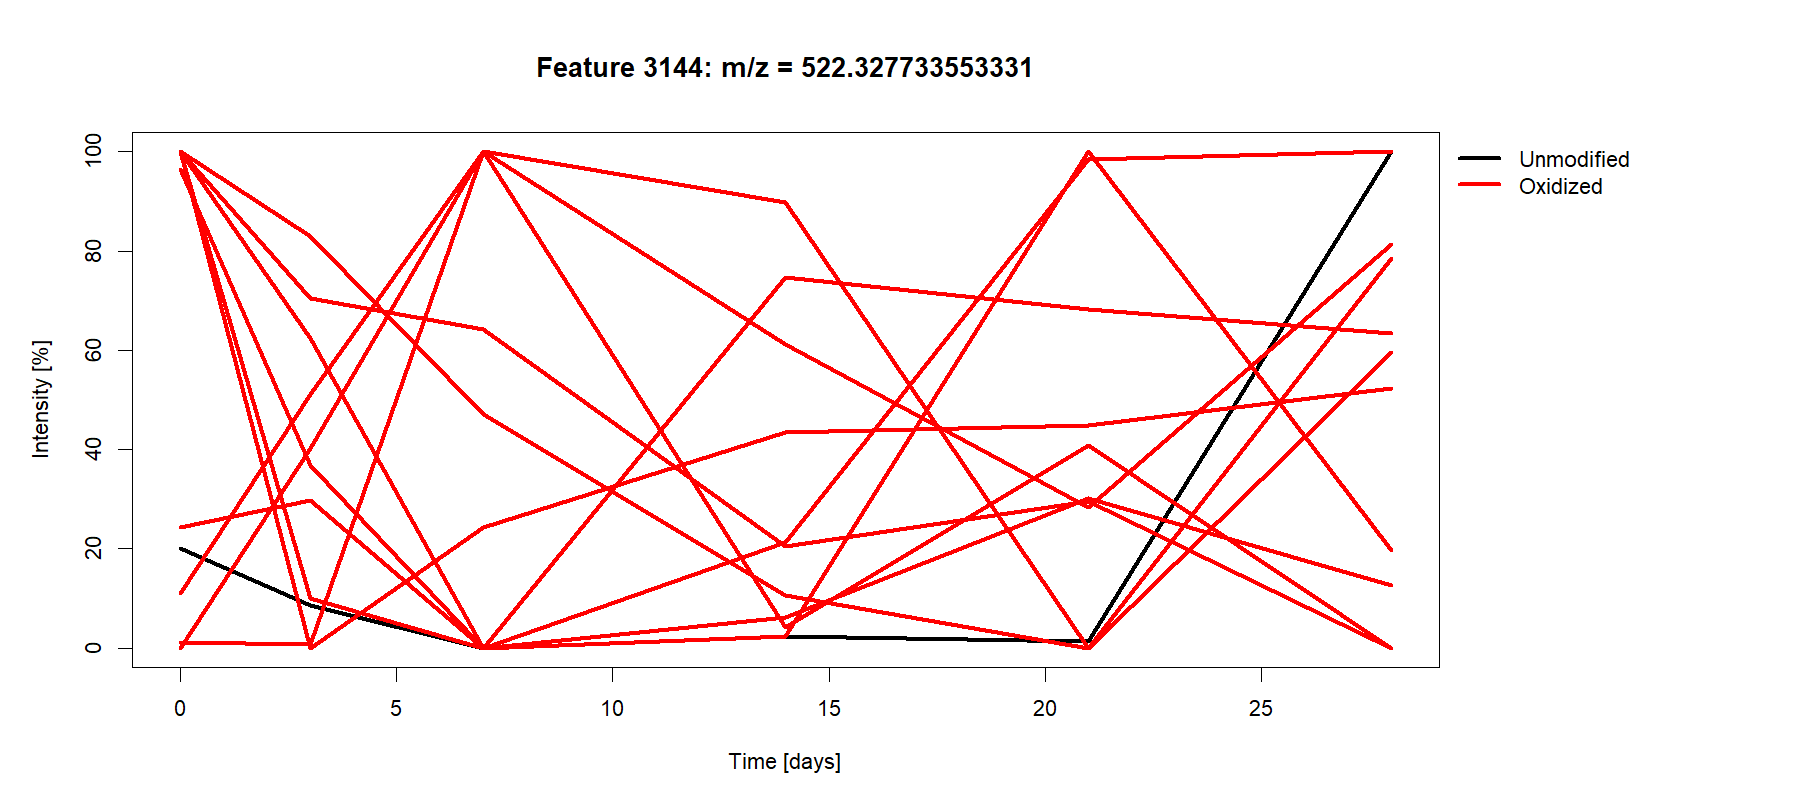 Feature 3144: m/z = 522.327733553331
100
80
60
40
20
0
Intensity [%]
0 5 10 15 20 25
Time [days]
Unmodified
Oxidized